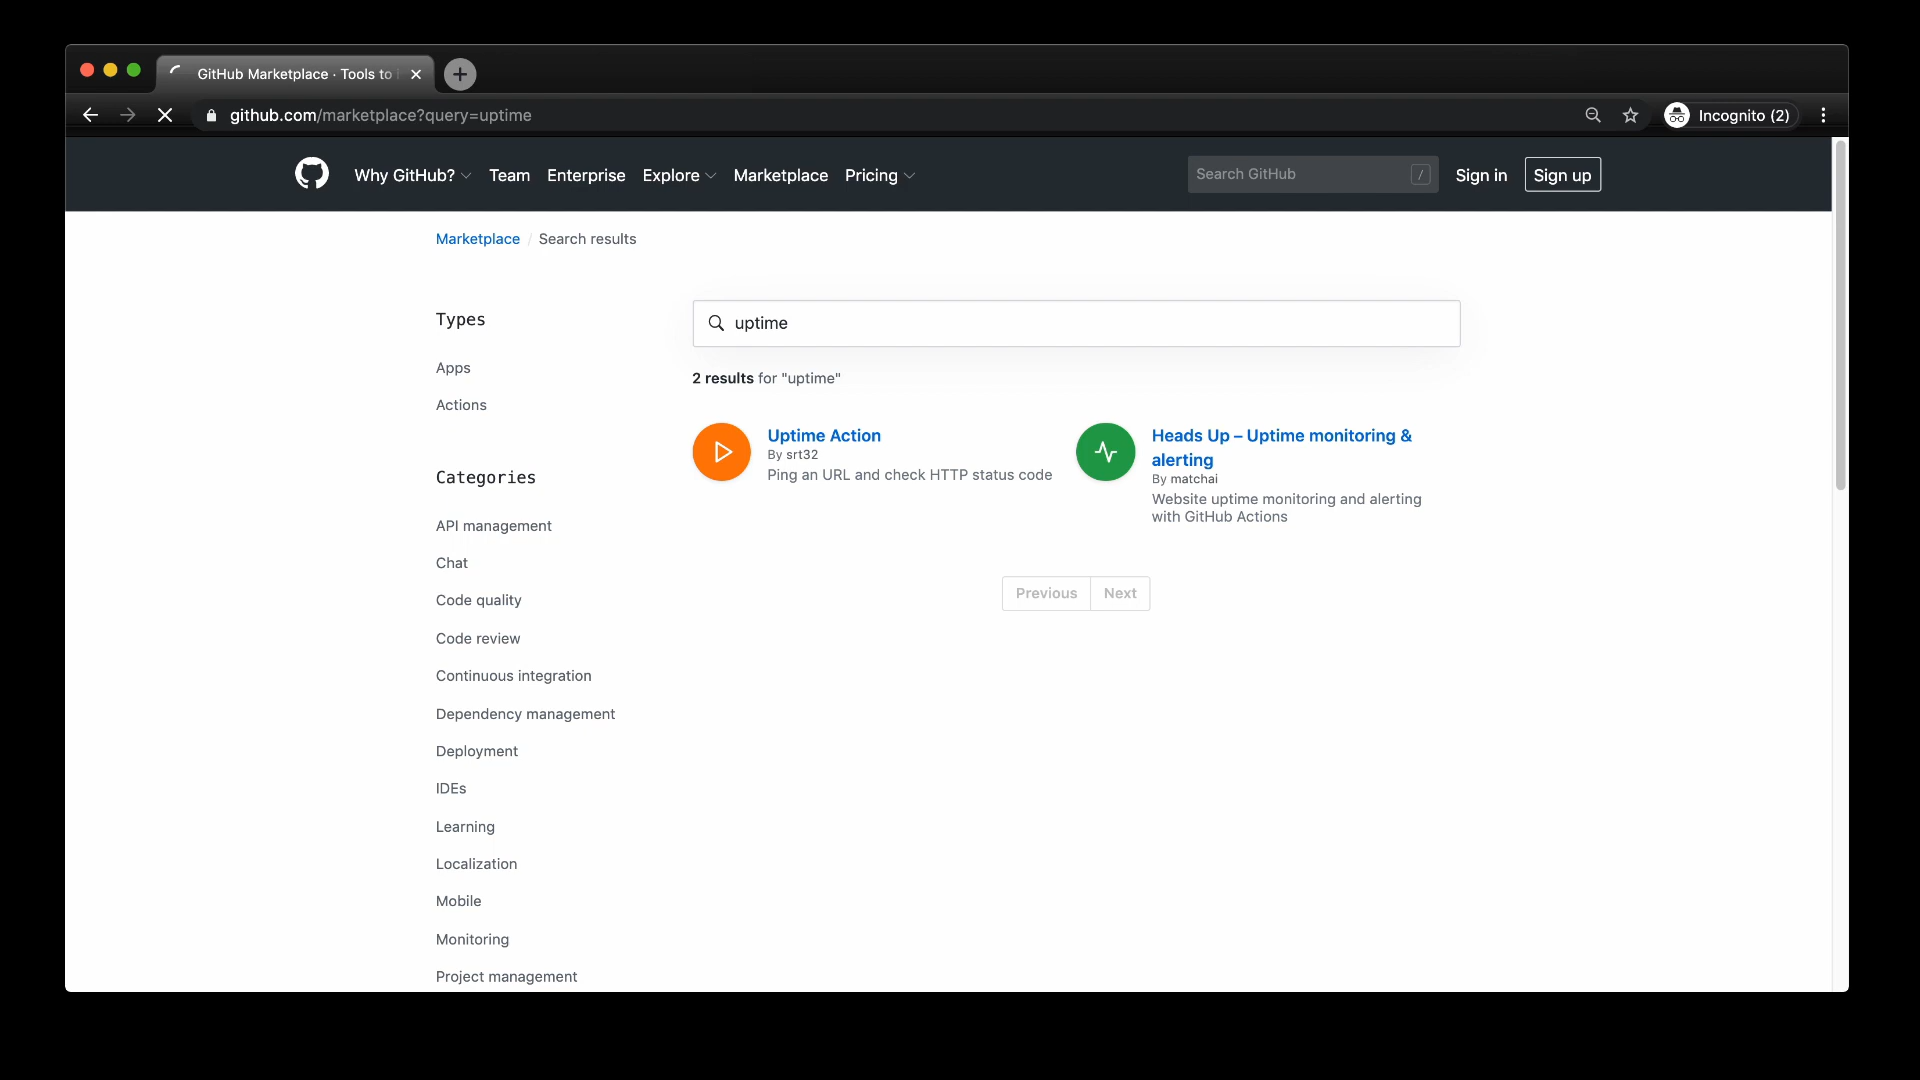 GitHub Marketplace · Tools to
github.com/marketplace?query=uptime
Incognito (2)
Why GitHub?
Team
Enterprise
Explore
Marketplace
Pricing
Search GitHub
/
Sign in
Sign up
Marketplace / Search results
Types
Apps
Actions
Categories
API management
Chat
Code quality
Code review
Continuous integration
Dependency management
Deployment
IDEs
Learning
Localization
Mobile
Monitoring
Project management
uptime
2 results for "uptime"
Uptime Action
By srt32
Ping an URL and check HTTP status code
Heads Up – Uptime monitoring &
alerting
By matchai
Website uptime monitoring and alerting
with GitHub Actions
Previous
Next